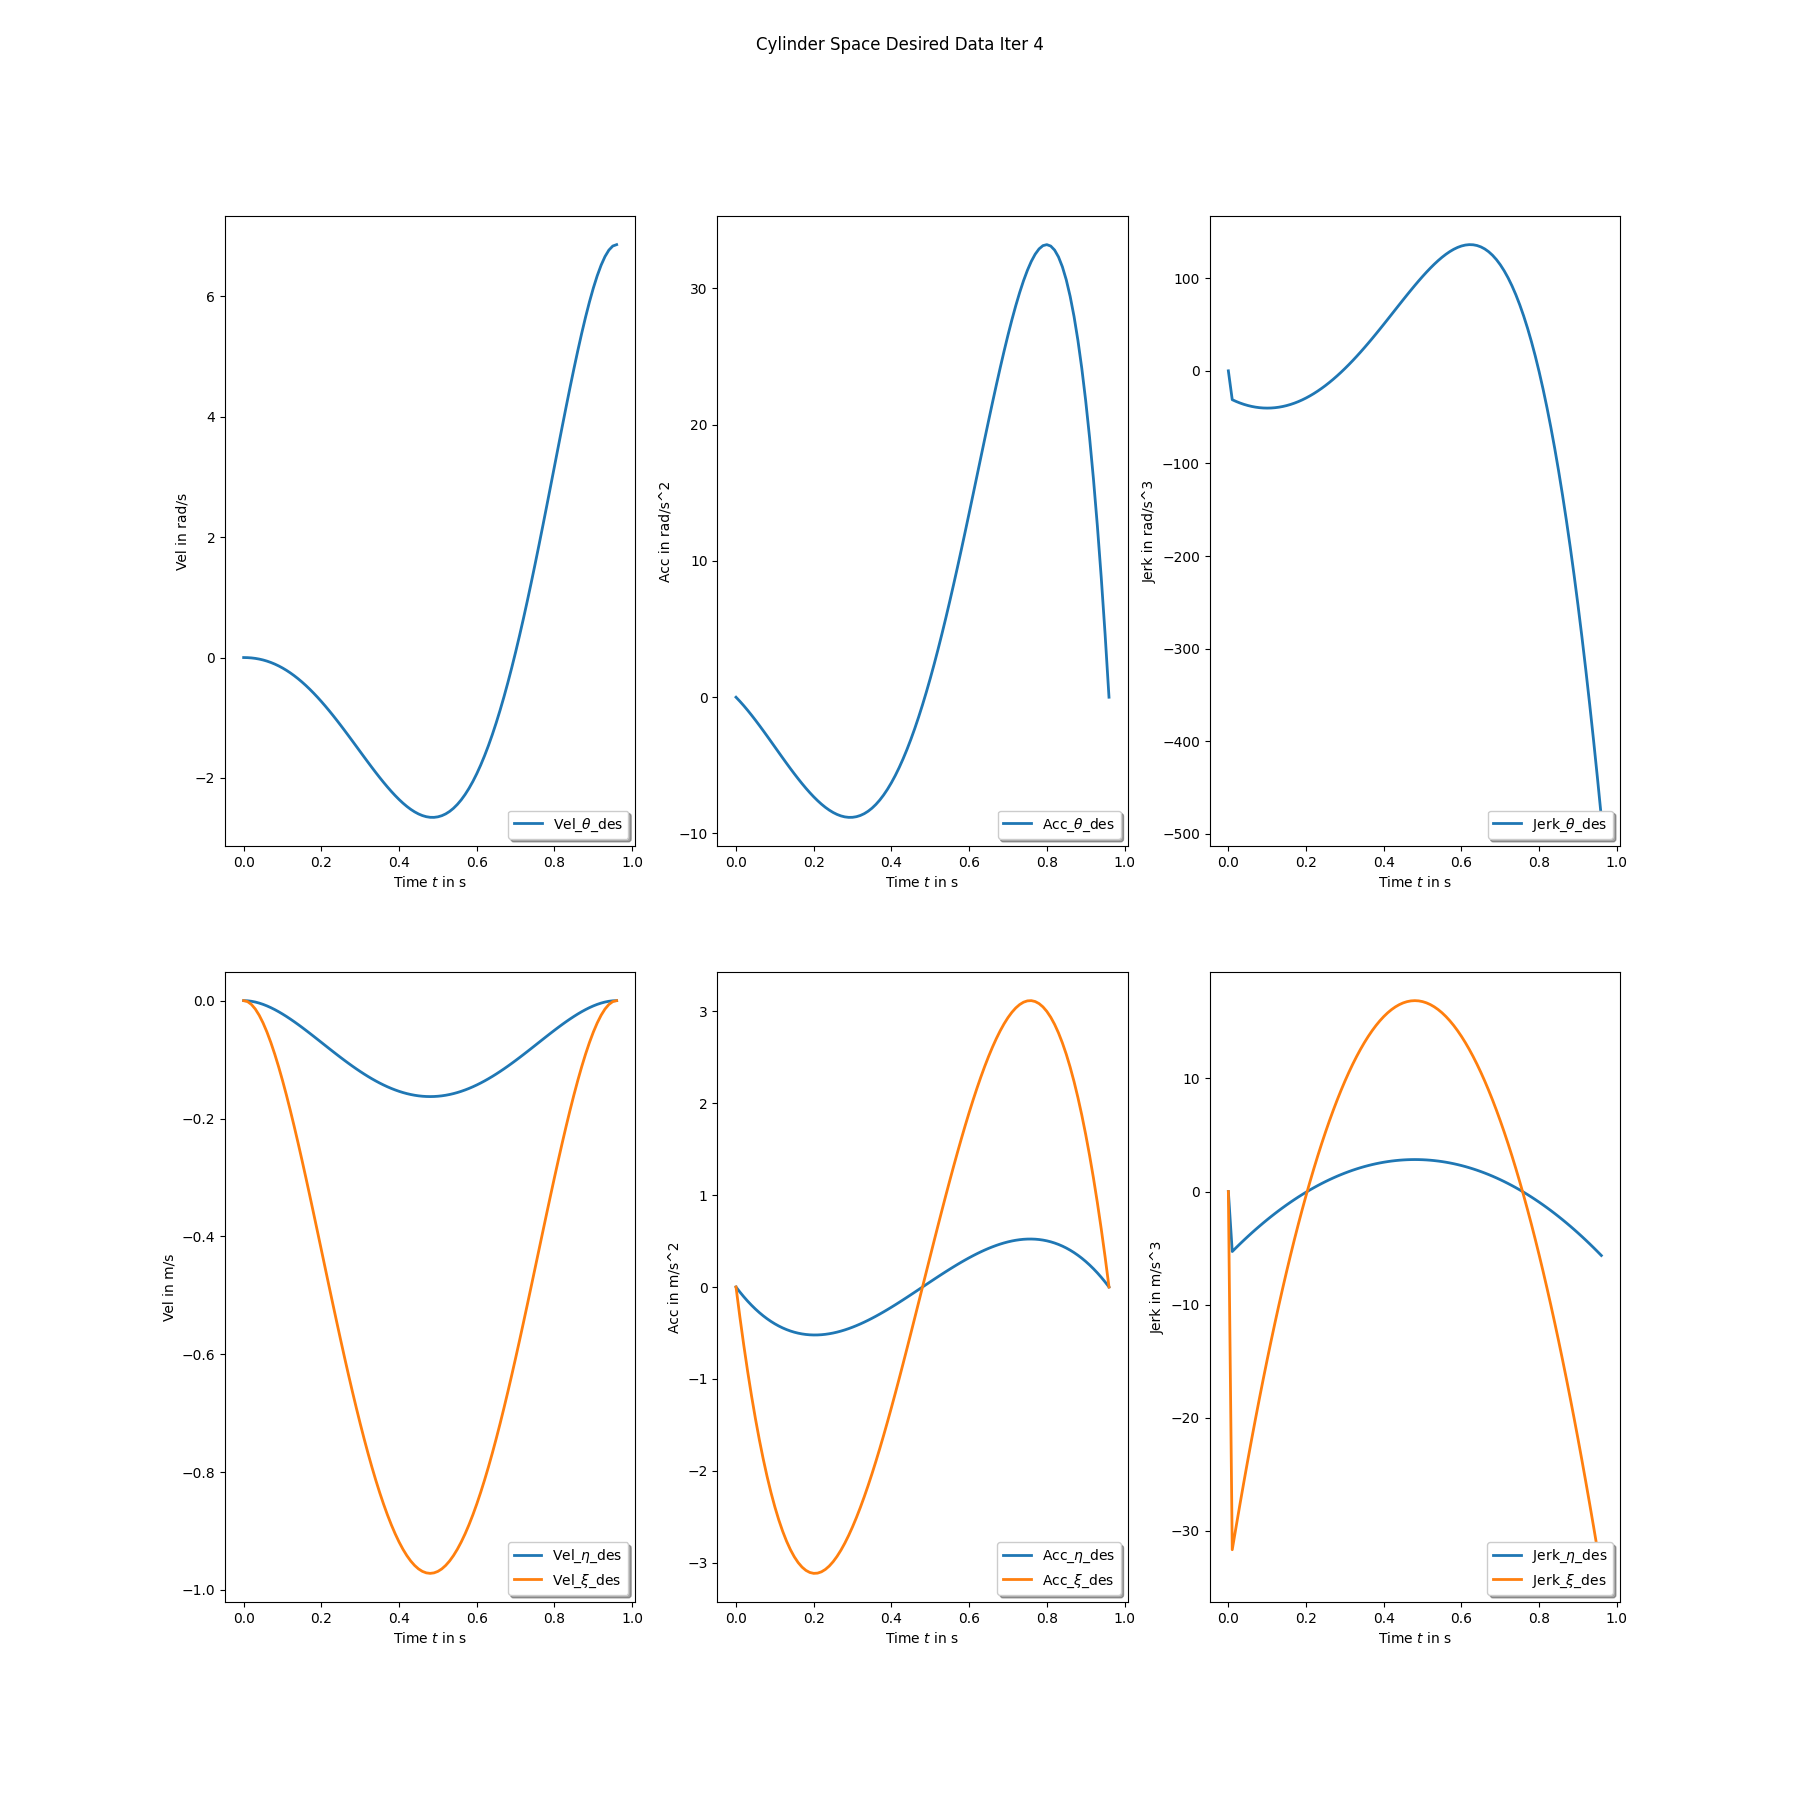 Cylinder Space Desired Data Iter 4
Vel in rad/s
6
4
2
0
−2
0.0 0.2 0.4 0.6 0.8 1.0
Time t in s
Vel_θ_des
Acc in rad/s^2
30
20
10
0
−10
0.0 0.2 0.4 0.6 0.8 1.0
Time t in s
Acc_θ_des
Jerk in rad/s^3
100
0
−100
−200
−300
−400
−500
0.0 0.2 0.4 0.6 0.8 1.0
Time t in s
Jerk_θ_des
Vel in m/s
0.0
−0.2
−0.4
−0.6
−0.8
−1.0
0.0 0.2 0.4 0.6 0.8 1.0
Time t in s
Vel_η_des
Vel_ξ_des
Acc in m/s^2
3
2
1
0
−1
−2
−3
0.0 0.2 0.4 0.6 0.8 1.0
Time t in s
Acc_η_des
Acc_ξ_des
Jerk in m/s^3
10
0
−10
−20
−30
0.0 0.2 0.4 0.6 0.8 1.0
Time t in s
Jerk_η_des
Jerk_ξ_des